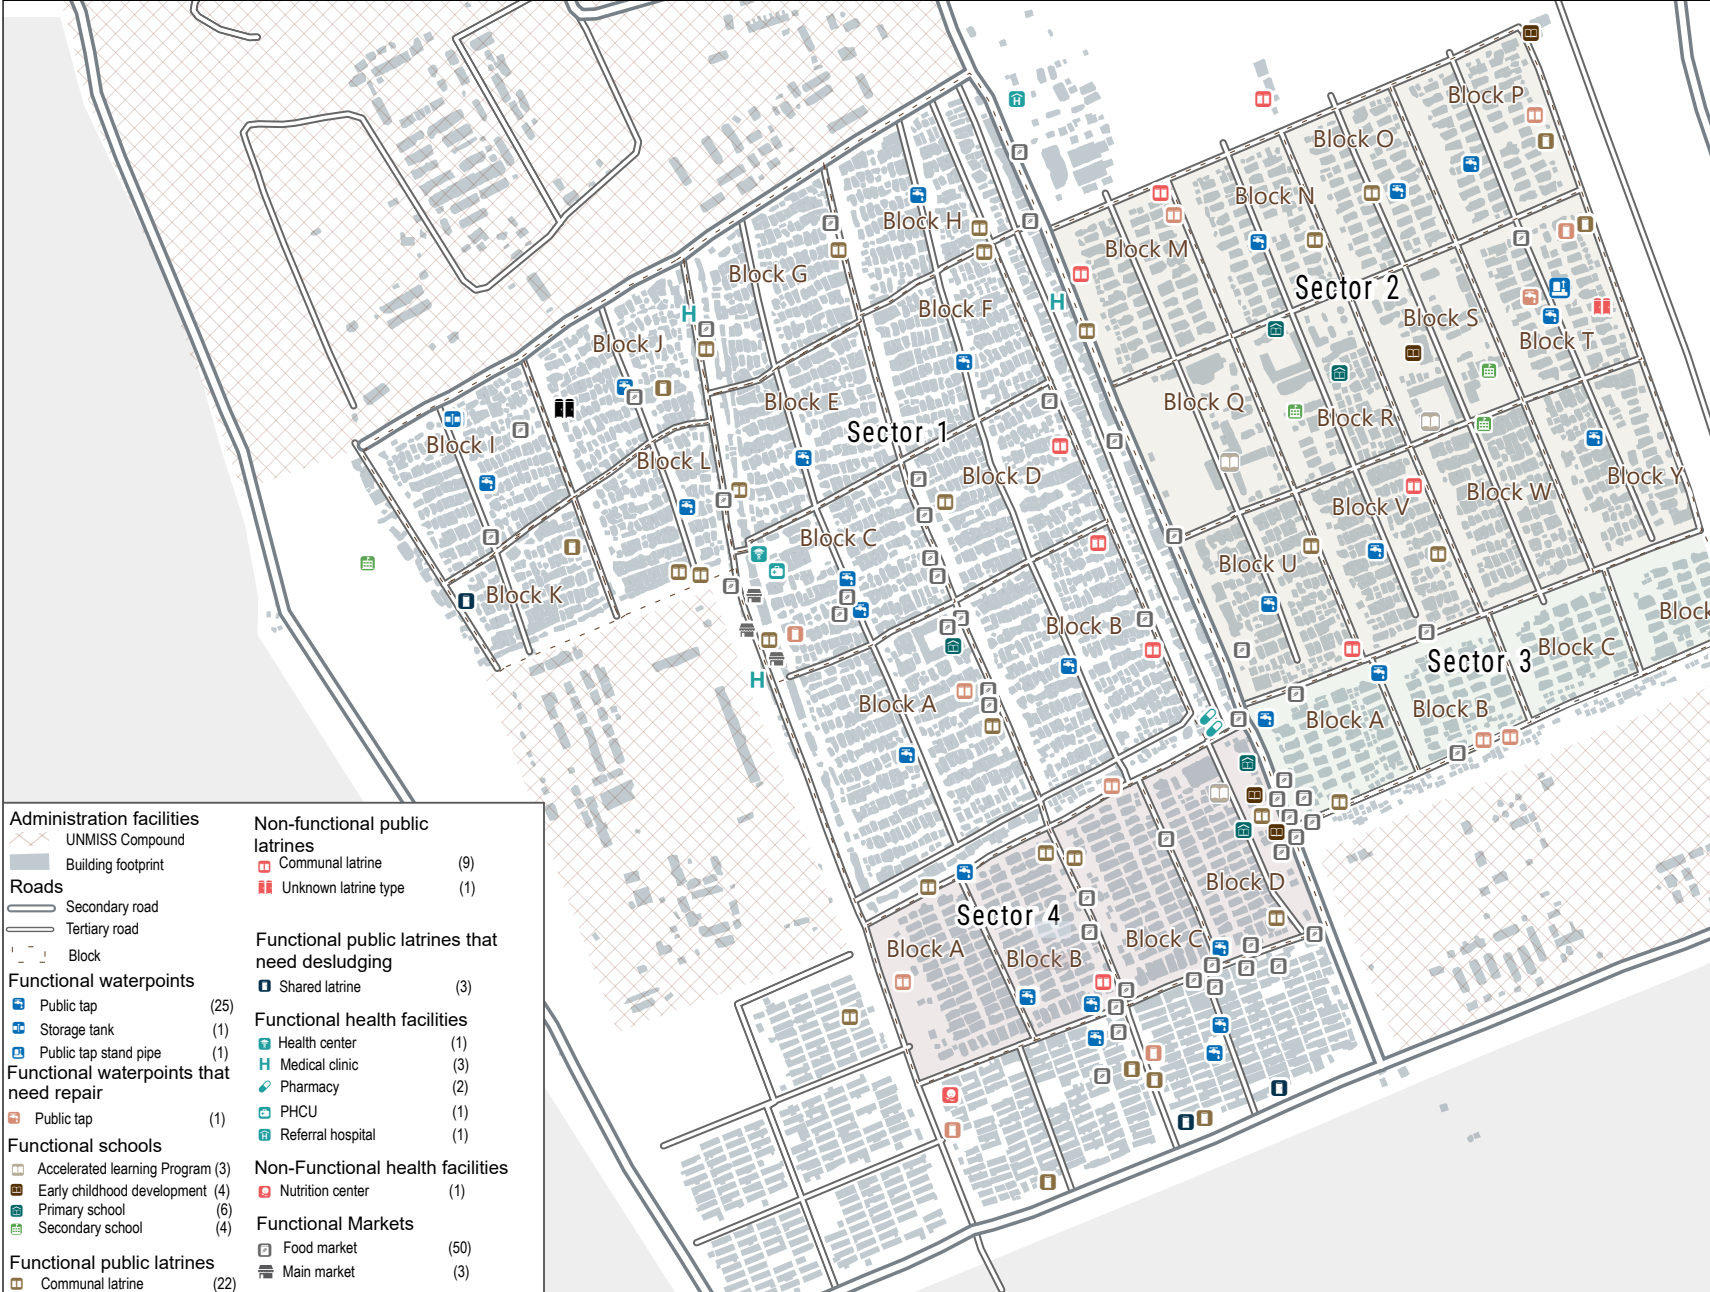 Block P
Block O
Block N
Block H
Block M
Block G
Sector 2
Block F
Block S
Block J
Block T
Block E
Block Q
Block R
Sector 1
Block I
Block L
Block D
Block Y
Block W
Block V
Block C
Block U
Block K
Block
Block B
Block C
Sector 3
Block A
Block B
Block A
Block D
Sector 4
Block C
Block A
Block B
Administration facilities
UNMISS Compound
Building footprint
Roads
Secondary road
Tertiary road
Block
Functional waterpoints
Public tap (25)
Storage tank (1)
Public tap stand pipe (1)
Functional waterpoints that
need repair
Public tap (1)
Functional schools
Accelerated learning Program (3)
Early childhood development (4)
Primary school (6)
Secondary school (4)
Functional public latrines
Communal latrine (22)
Non-functional public
latrines
Communal latrine (9)
Unknown latrine type (1)
Functional public latrines that
need desludging
Shared latrine (3)
Functional health facilities
Health center (1)
Medical clinic (3)
Pharmacy (2)
PHCU (1)
Referral hospital (1)
Non-Functional health facilities
Nutrition center (1)
Functional Markets
Food market (50)
Main market (3)